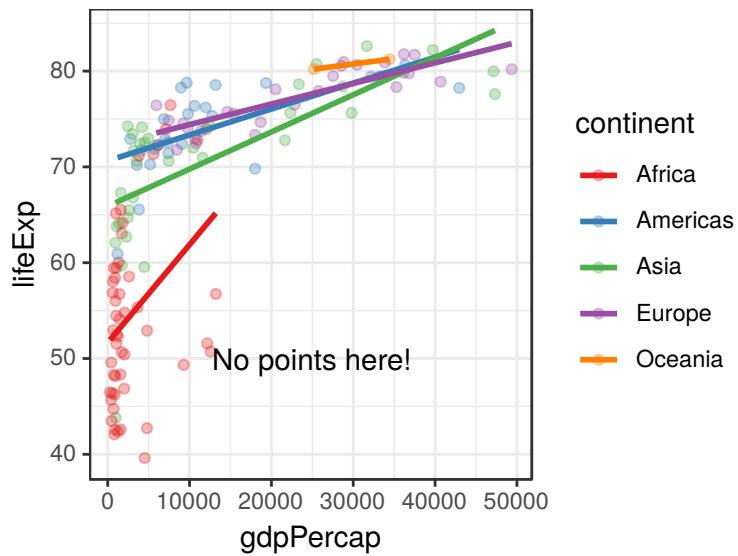 lifeExp
80
70
60
50
40
No points here!
0 10000 20000 30000 40000 50000
gdpPercap
continent
Africa
Americas
Asia
Europe
Oceania